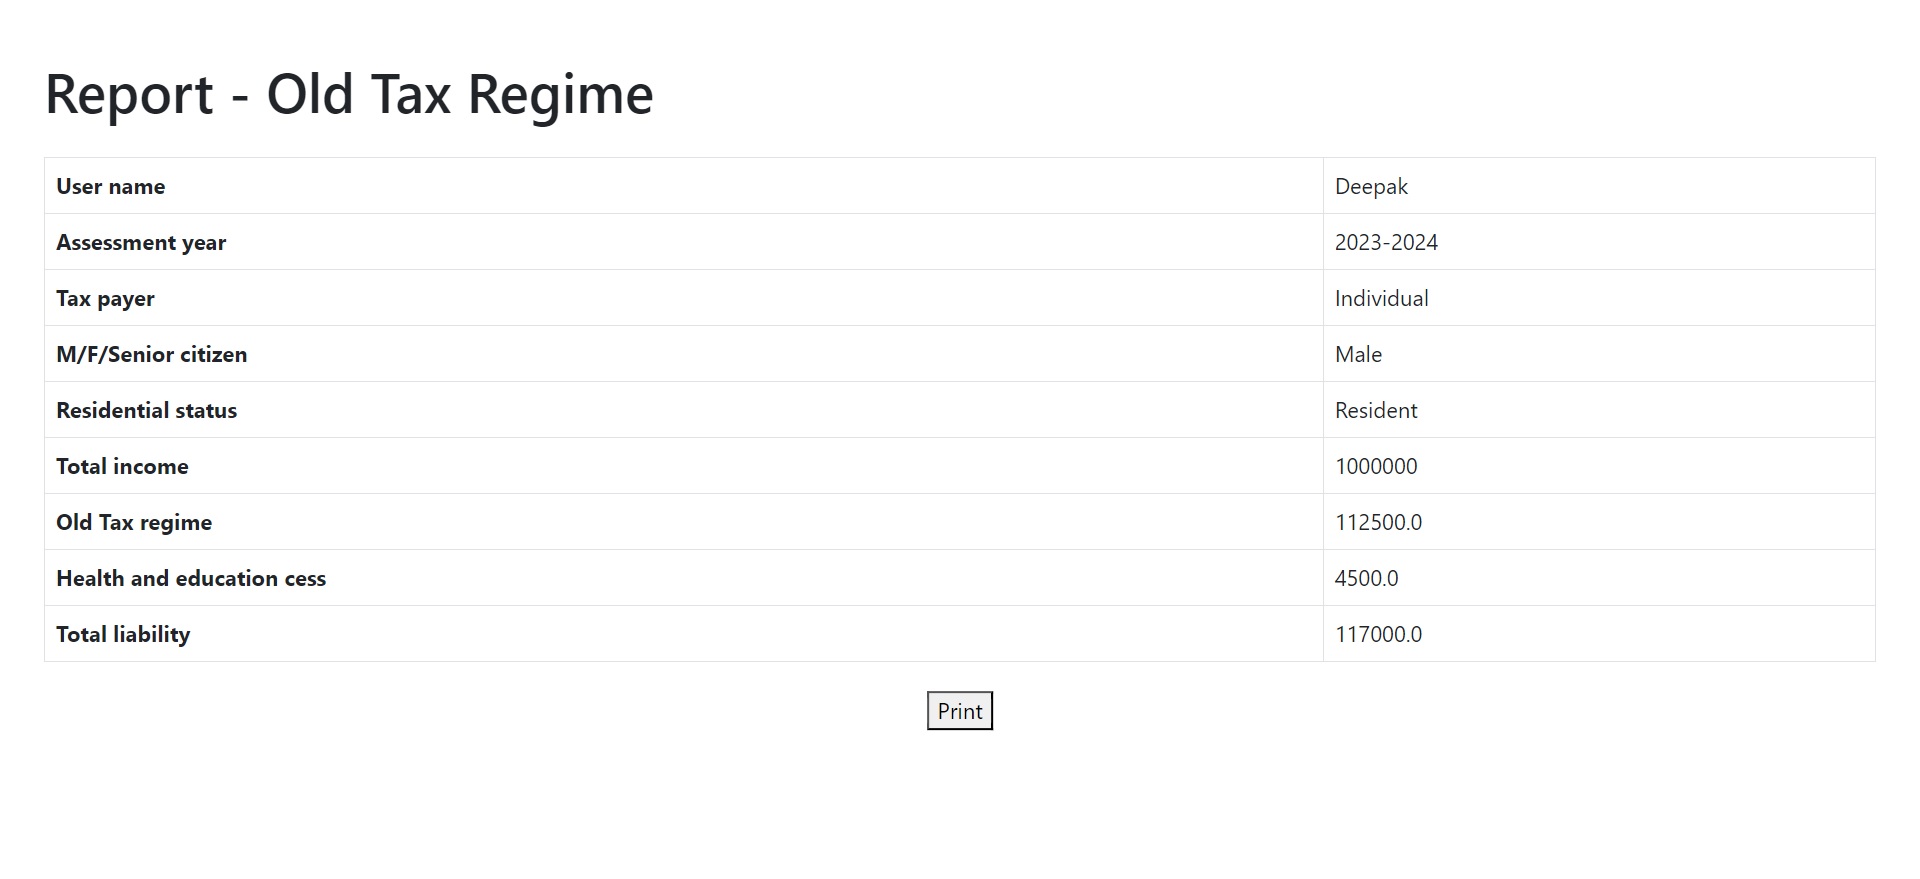 Report - Old Tax Regime
User name Deepak
Assessment year 2023-2024
Tax payer Individual
M/F/Senior citizen Male
Residential status Resident
Total income 1000000
Old Tax regime 112500.0
Health and education cess 4500.0
Total liability 117000.0
Print